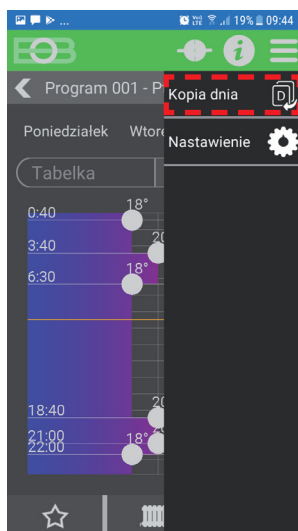 19% 09:44
EOB
Program 001 - P
Kopia dnia
D
Poniedziałek Wtore
Nastawienie
Tabelka
0:40 18°
3:40 20
6:30 18°
18:40 20
21:00 18°
22:00